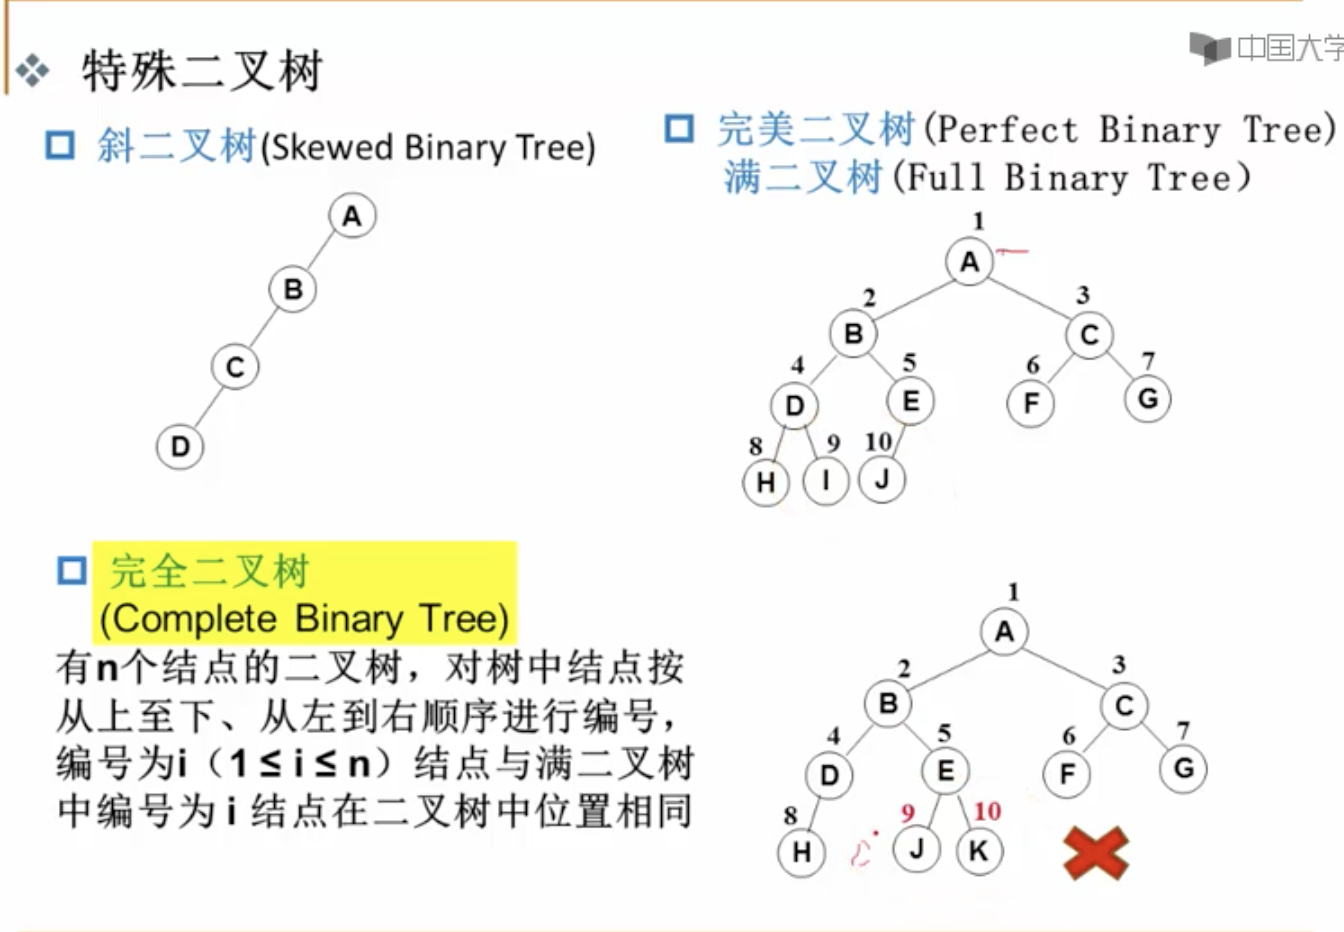 中国大学
特殊二叉树
斜二叉树(Skewed Binary Tree)
A
B
C
D
完美二叉树(Perfect Binary Tree)
满二叉树(Full Binary Tree)
1
A
2 3
B C
4 5 6 7
D E F G
8 9 10
H I J
完全二叉树
(Complete Binary Tree)
有n个结点的二叉树，对树中结点按
从上至下、从左到右顺序进行编号，
编号为i（1≤i≤n）结点与满二叉树
中编号为 i 结点在二叉树中位置相同
1
A
2 3
B C
4 5 6 7
D E F G
8 9 10
H J K